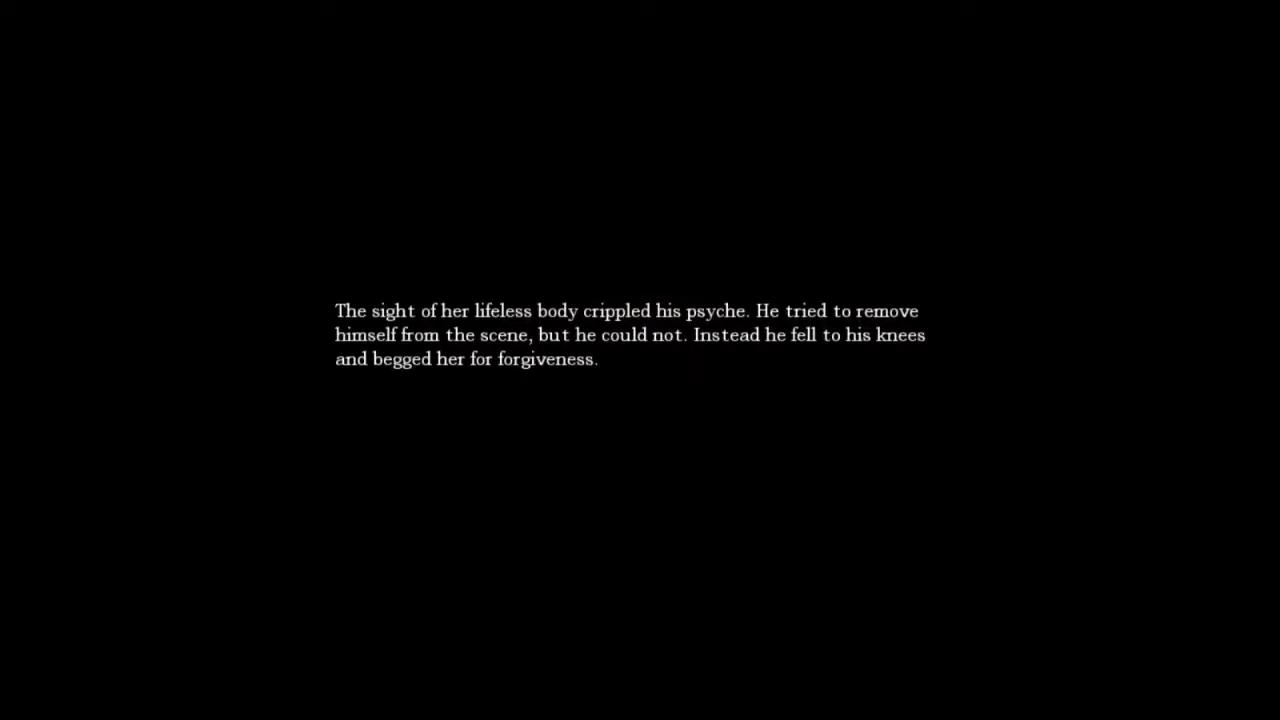 The sight of her lifeless body crippled his psyche. He tried to remove
himself from the scene, but he could not. Instead he fell to his knees
and begged her for forgiveness.